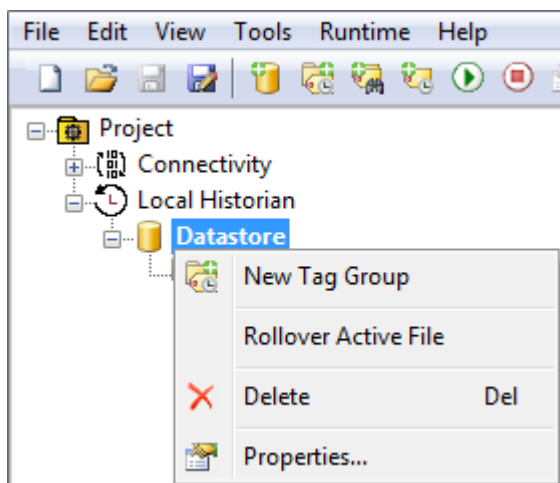 File Edit View Tools Runtime Help
Project
Connectivity
Local Historian
Datastore
New Tag Group
Rollover Active File
Delete Del
Properties...